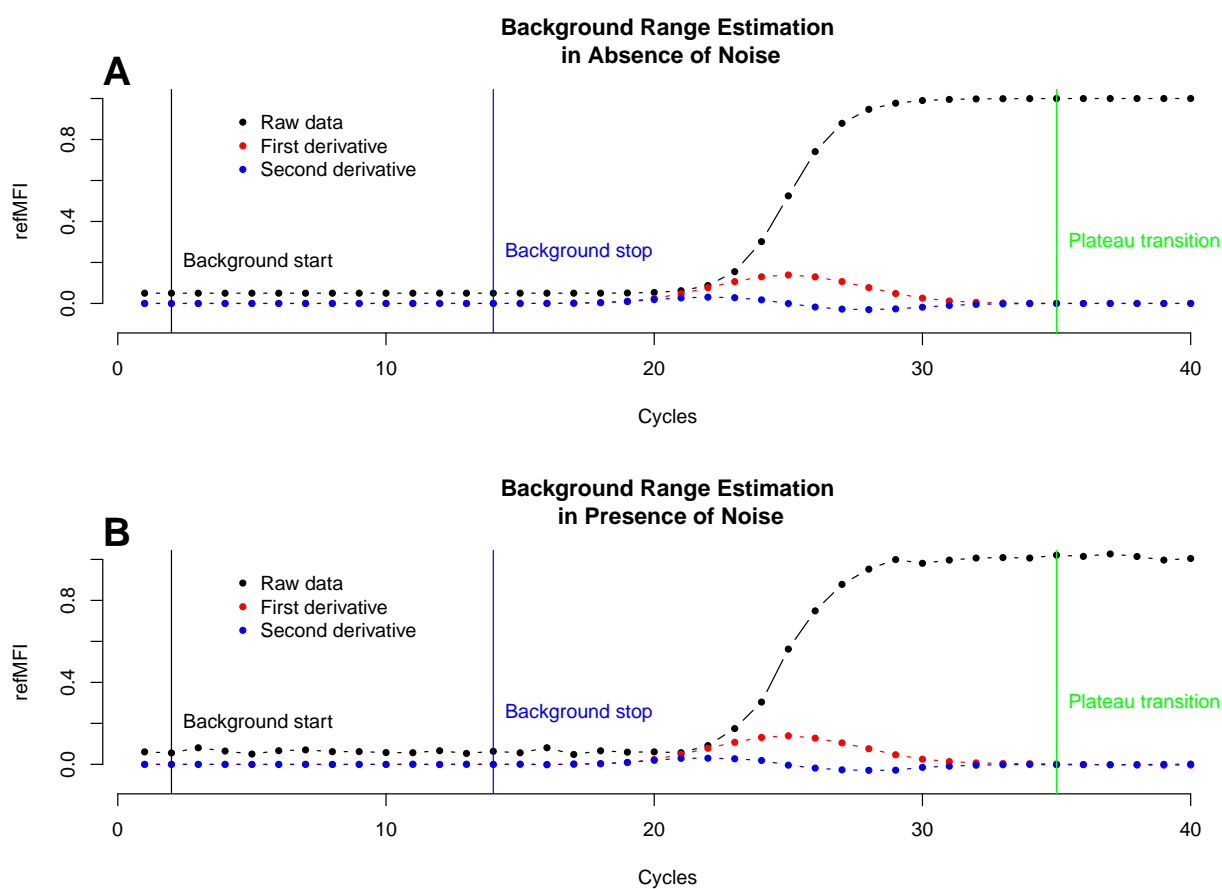 Background Range Estimation
in Absence of Noise
A
Raw data
First derivative
Second derivative
Background start
Background stop
Plateau transition
refMFI
0.0
0.4
0.8
0
10
20
30
40
Cycles
Background Range Estimation
in Presence of Noise
B
Raw data
First derivative
Second derivative
Background start
Background stop
Plateau transition
refMFI
0.0
0.4
0.8
0
10
20
30
40
Cycles